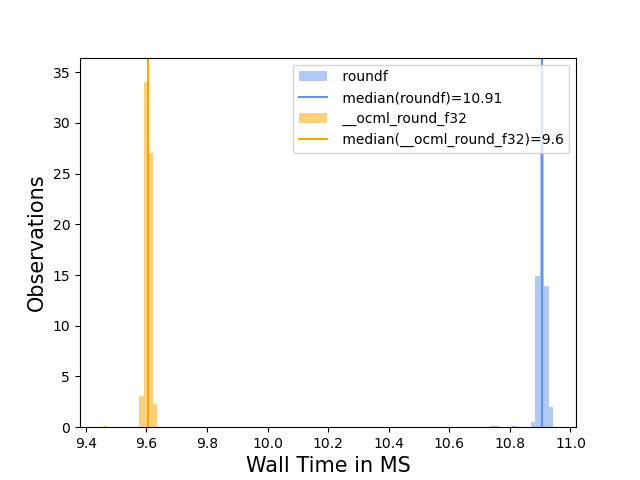 35
30
25
20
15
10
5
0
Observations
roundf
median(roundf)=10.91
__ocml_round_f32
median(__ocml_round_f32)=9.6
9.4 9.6 9.8 10.0 10.2 10.4 10.6 10.8 11.0
Wall Time in MS